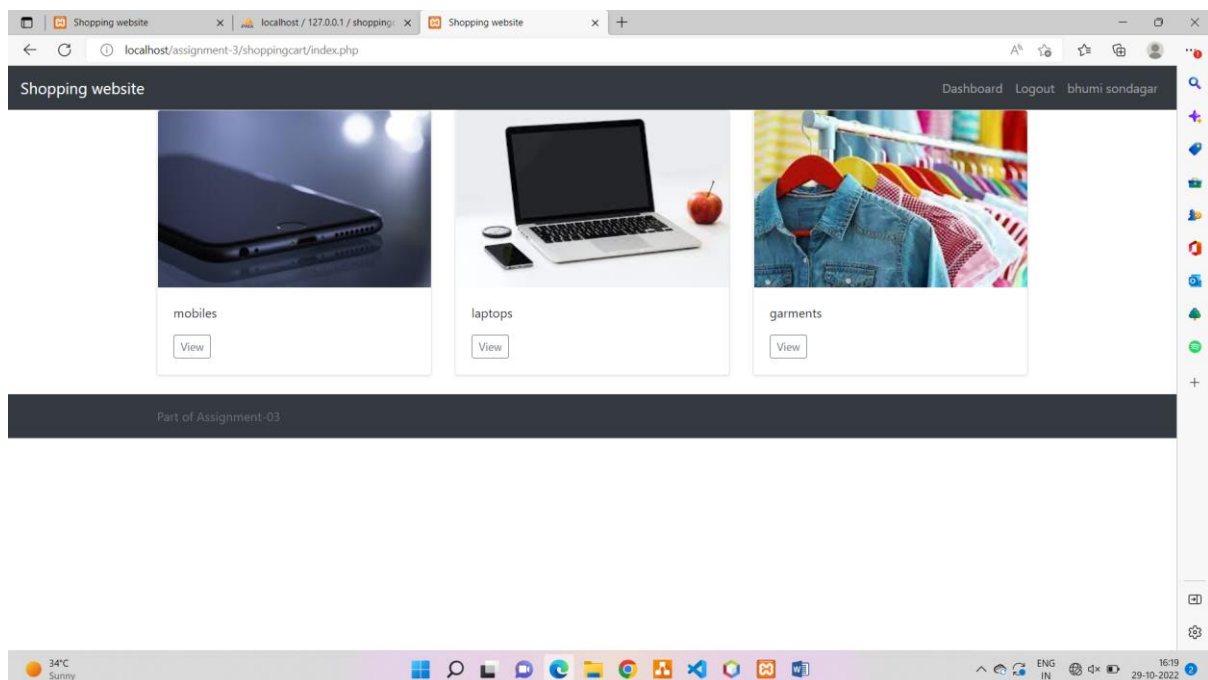 Shopping website
localhost / 127.0.0.1 / shopping
Shopping website
localhost/assignment-3/shoppingcart/index.php
Shopping website
Dashboard Logout bhumi sondagar
mobiles
laptops
garments
View
View
View
Part of Assignment-03
34°C
Sunny
ENG
IN
16:19
29-10-2022
2